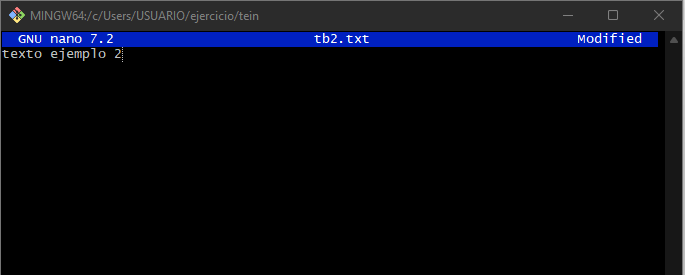 MINGW64:/c/Users/USUARIO/ejercicio/tein
GNU nano 7.2 tb2.txt Modified
texto ejemplo 2